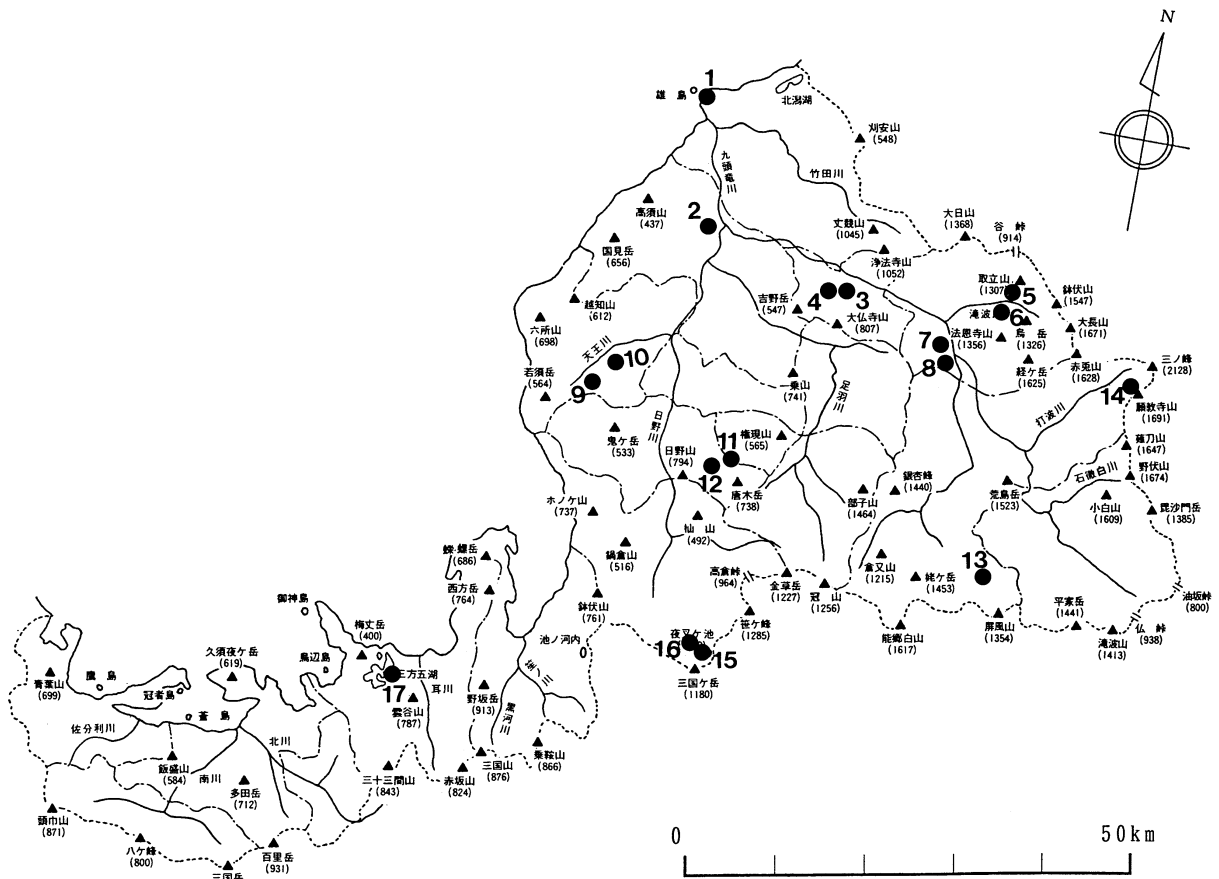 N
1
雄島
北潟湖
刈安山
(548)
九頭竜川
竹田川
高須山
(437)
2
丈競山
(1045)
大日山
(1368)
谷峠
(914)
国見岳
(656)
浄法寺山
(1052)
取立山
(1307)
5
鉢伏山
(1547)
越知山
(612)
吉野岳
(547)
4
3
大仏寺山
(807)
滝波
6
烏岳
(1326)
大長山
(1671)
六所山
(698)
天王川
10
7
法恩寺山
(1356)
8
経ケ岳
(1625)
赤兎山
(1628)
三ノ峰
(2128)
若須岳
(564)
9
乗山
(741)
足羽川
打波川
14
願教寺山
(1691)
鬼ケ岳
(533)
日野川
日野山
(794)
11
権現山
(565)
12
薙刀山
(1647)
石徹白川
野伏山
(1674)
唐木岳
(738)
部子山
(1464)
銀杏峰
(1440)
荒島岳
(1523)
小白山
(1609)
毘沙門岳
(1385)
ホノケ山
(737)
杣山
(492)
蠑螺岳
(686)
鍋倉山
(516)
倉又山
(1215)
姥ケ岳
(1453)
13
西方岳
(764)
高倉峠
(964)
金草岳
(1227)
冠山
(1256)
油坂峠
(800)
御神島
鉢伏山
(761)
笹ケ峰
(1285)
能郷白山
(1617)
屏風山
(1354)
平家岳
(1441)
仏峠
(938)
滝波山
(1413)
梅丈岳
(400)
池ノ河内
16
夜叉ケ池
15
三国ケ岳
(1180)
久須夜ケ岳
(619)
烏辺島
17
三方五湖
耳川
青葉山
(699)
鷹島
冠者島
蒼島
雲谷山
(787)
野坂岳
(913)
黒河川
佐分利川
北川
飯盛山
(584)
南川
三十三間山
(843)
赤坂山
(824)
三国山
(876)
乗鞍山
(866)
多田岳
(712)
頭巾山
(871)
八ケ峰
(800)
百里岳
(931)
三国岳
0
50km